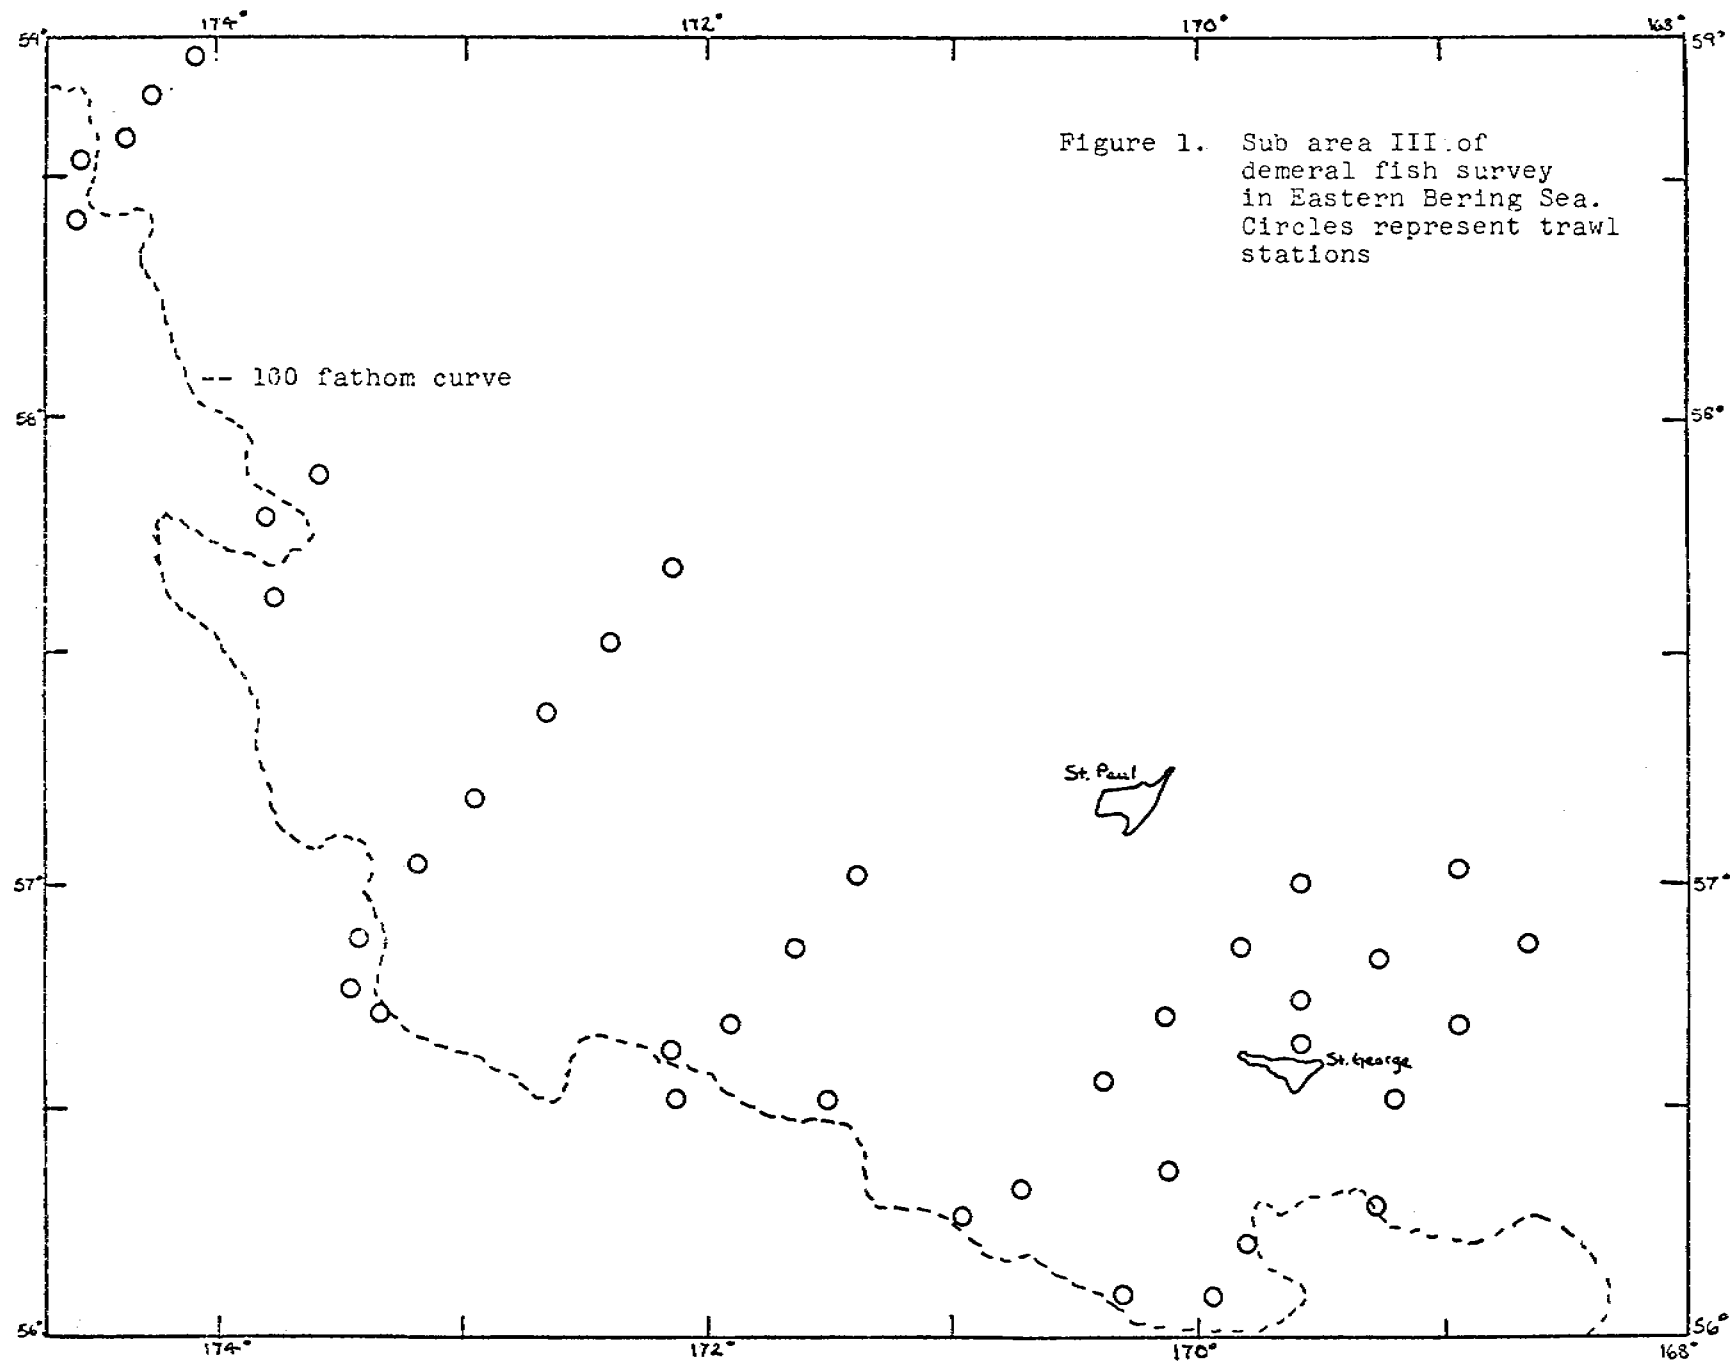 174° 172° 170° 168°
59° 59°
Figure 1. Sub area III of
demeral fish survey
in Eastern Bering Sea.
Circles represent trawl
stations
-- 100 fathom curve
58° 58°
St. Paul
57° 57°
St. George
56° 56°
174° 172° 170° 168°